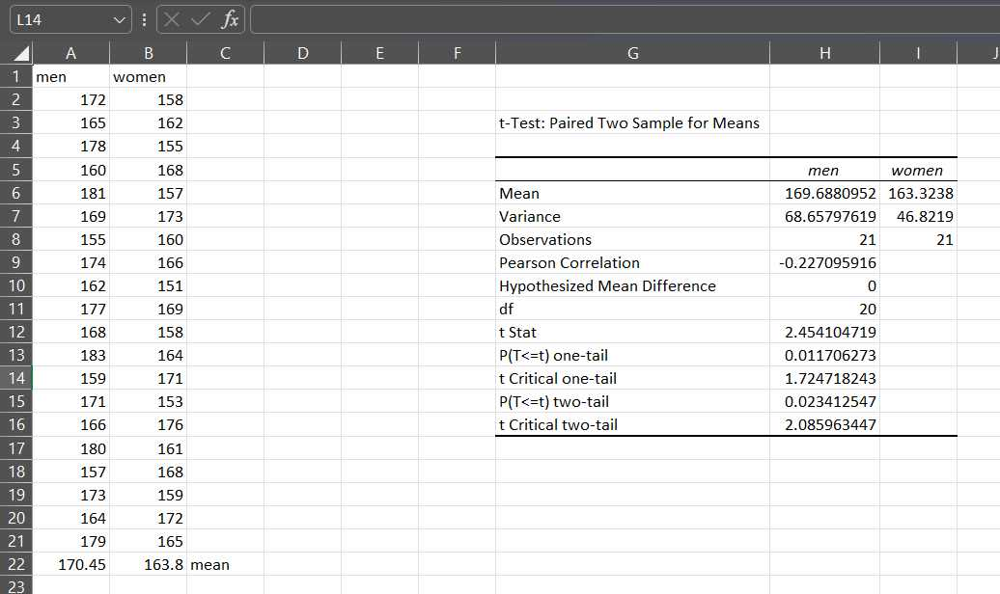 L14 fx
A B C D E F G H I J
1 men women
2 172 158
3 165 162 t-Test: Paired Two Sample for Means
4 178 155
5 160 168 men women
6 181 157 Mean 169.6880952 163.3238
7 169 173 Variance 68.65797619 46.8219
8 155 160 Observations 21 21
9 174 166 Pearson Correlation -0.227095916
10 162 151 Hypothesized Mean Difference 0
11 177 169 df 20
12 168 158 t Stat 2.454104719
13 183 164 P(T<=t) one-tail 0.011706273
14 159 171 t Critical one-tail 1.724718243
15 171 153 P(T<=t) two-tail 0.023412547
16 166 176 t Critical two-tail 2.085963447
17 180 161
18 157 168
19 173 159
20 164 172
21 179 165
22 170.45 163.8 mean
23